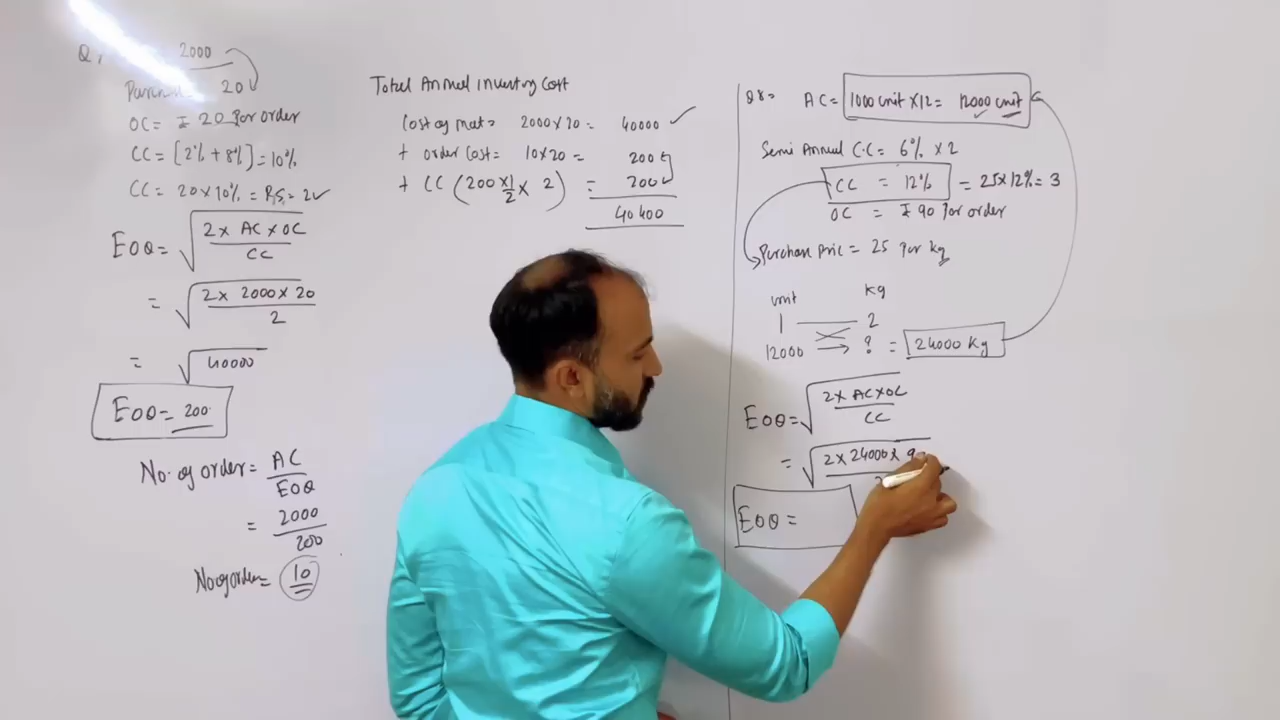 Q7 2000
20
OC= ₹ 20 Per order
CC= [2% + 8%] = 10%
CC= 20 x 10% = Rs. = 2
EOQ= √ 2 x AC x OC
CC
= √ 2 x 2000 x 20
2
= √ 40000
EOQ= 200
No. of order = AC
EOQ
= 2000
200
No of order = 10
Total Annual Inventory Cost
Cost of mat = 2000 x 20 = 40000 ✓
+ order Cost = 10 x 20 = 200
+ CC (200 x 1/2 x 2) = 200
40400
Q8= AC= 1000 unit X 12= 12000 unit
Semi Annual C.C = 6% x 2
CC = 12% = 25 x 12% = 3
OC = ₹ 90 Per order
Purchase Price = 25 Per kg
unit kg
1 2
12000 → ? = 24000 Kg
EOQ= √ 2 x AC x OC
CC
= √ 2 x 24000 x 9
EOQ =